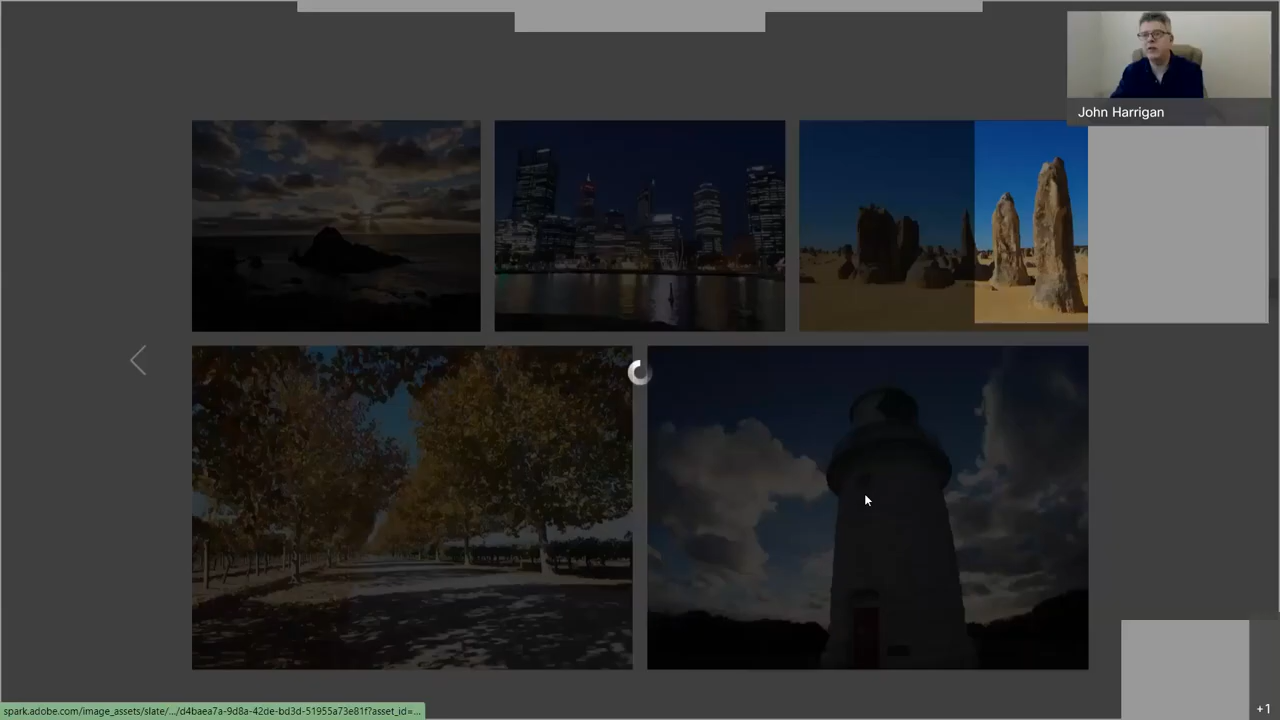 John Harrigan
spark.adobe.com/image_assets/slate/.../d4baea7a-9d8a-42de-bd3d-51955a73e81f?asset_id=...
+1